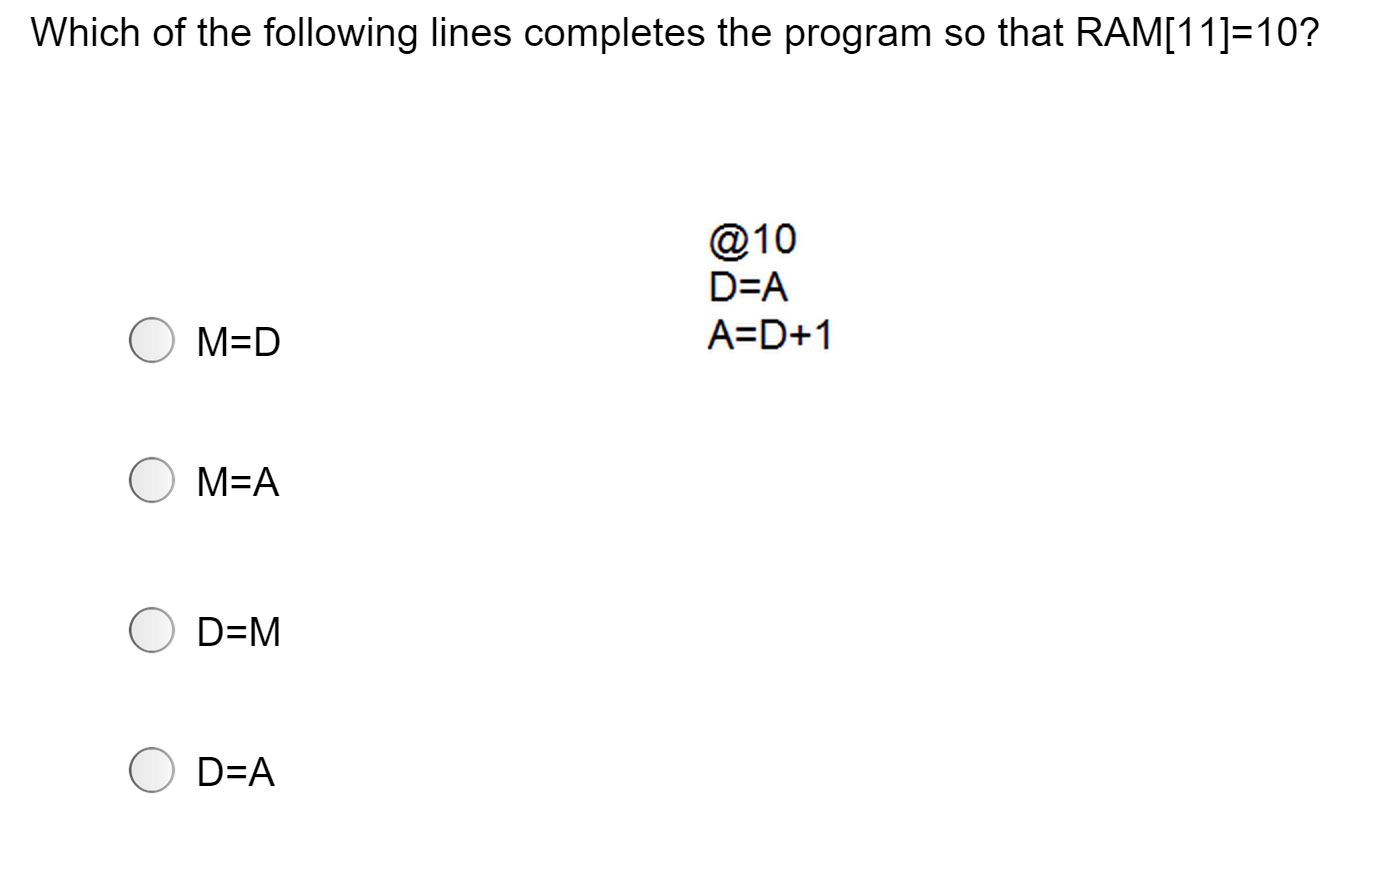 Which of the following lines completes the program so that RAM[11]=10?
@10
D=A
A=D+1
M=D
M=A
D=M
D=A